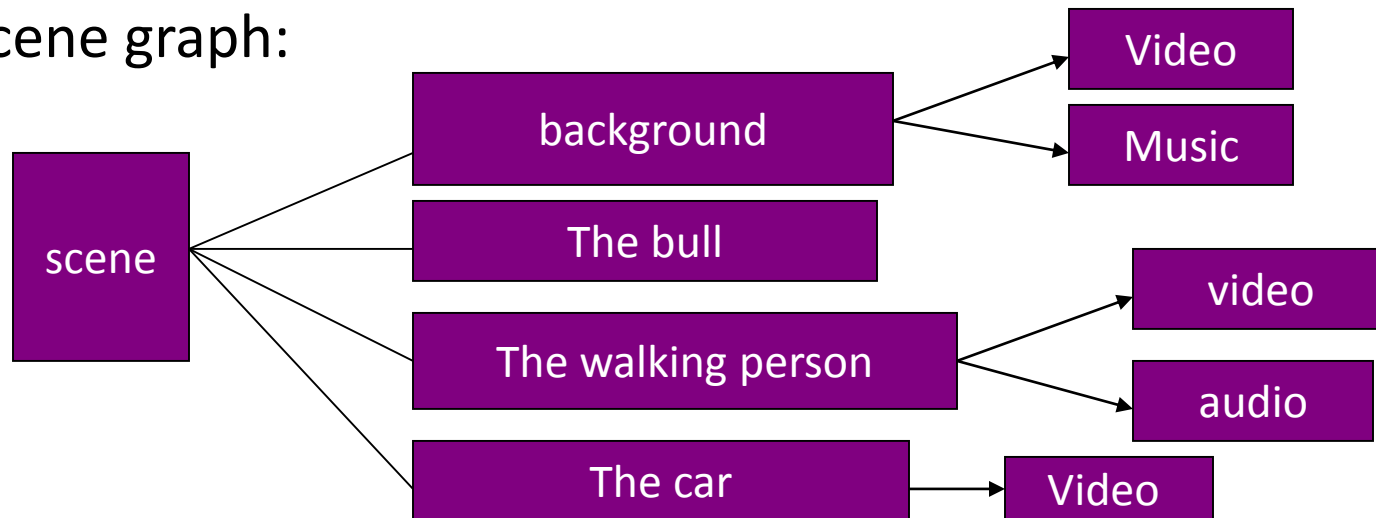 cene graph:
scene
background
Video
Music
The bull
The walking person
video
audio
The car
Video